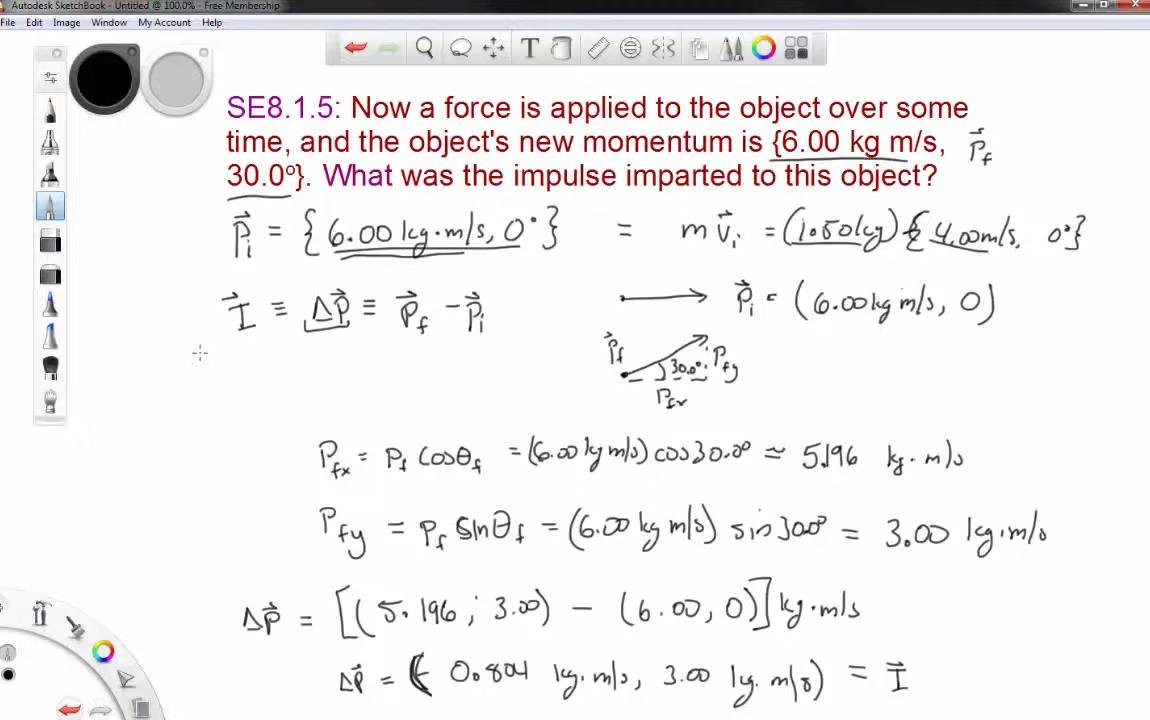 Autodesk SketchBook - Untitled @ 100.0% - Free Membership
File Edit Image Window My Account Help
SE8.1.5: Now a force is applied to the object over some
time, and the object's new momentum is {6.00 kg m/s, P⃗f
30.0°}. What was the impulse imparted to this object?
P⃗i = {6.00 kg·m/s, 0°} = m v⃗i = (1.50kg){4.00m/s, 0°}
I⃗ ≡ ΔP⃗ ≡ P⃗f - P⃗i
P⃗i = (6.00 kg m/s, 0)
P⃗f 30.0° Pfy
Pfx
Pfx = Pf cosθf = (6.00 kg m/s) cos 30.0° ≈ 5.196 kg·m/s
Pfy = Pf sinθf = (6.00 kg m/s) sin 30.0° = 3.00 kg·m/s
ΔP⃗ = [(5.196 ; 3.00) - (6.00, 0)] kg·m/s
ΔP⃗ = (- 0.804 kg·m/s, 3.00 kg·m/s) = I⃗